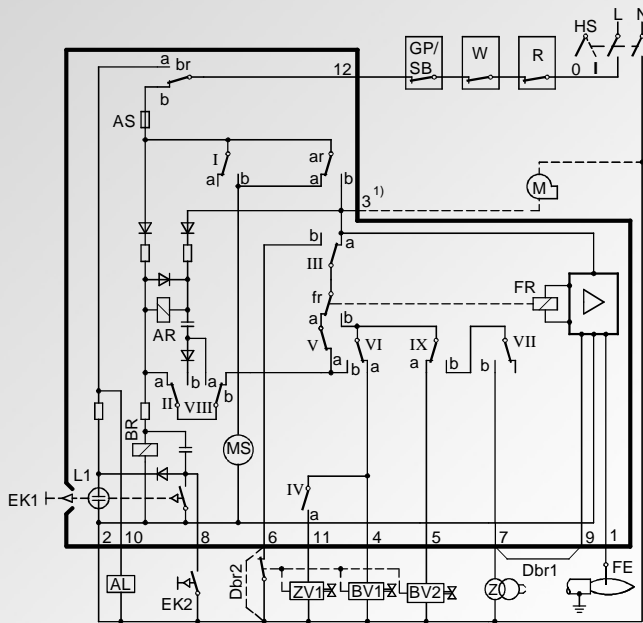 HS L N
GP/
SB
W
R
0
a br
12
b
AS
I
a b
ar
a b
3 1)
M
b a
III
fr
FR
a b
V
VI
IX
VII
AR
a b a b
II VIII
a b a
b
a b b
BR
MS
L1
EK1
IV
a
2 10 8 6 11 4 5 7 9 1
Dbr2
Dbr1
AL
EK2
ZV1
BV1
BV2
Z
FE